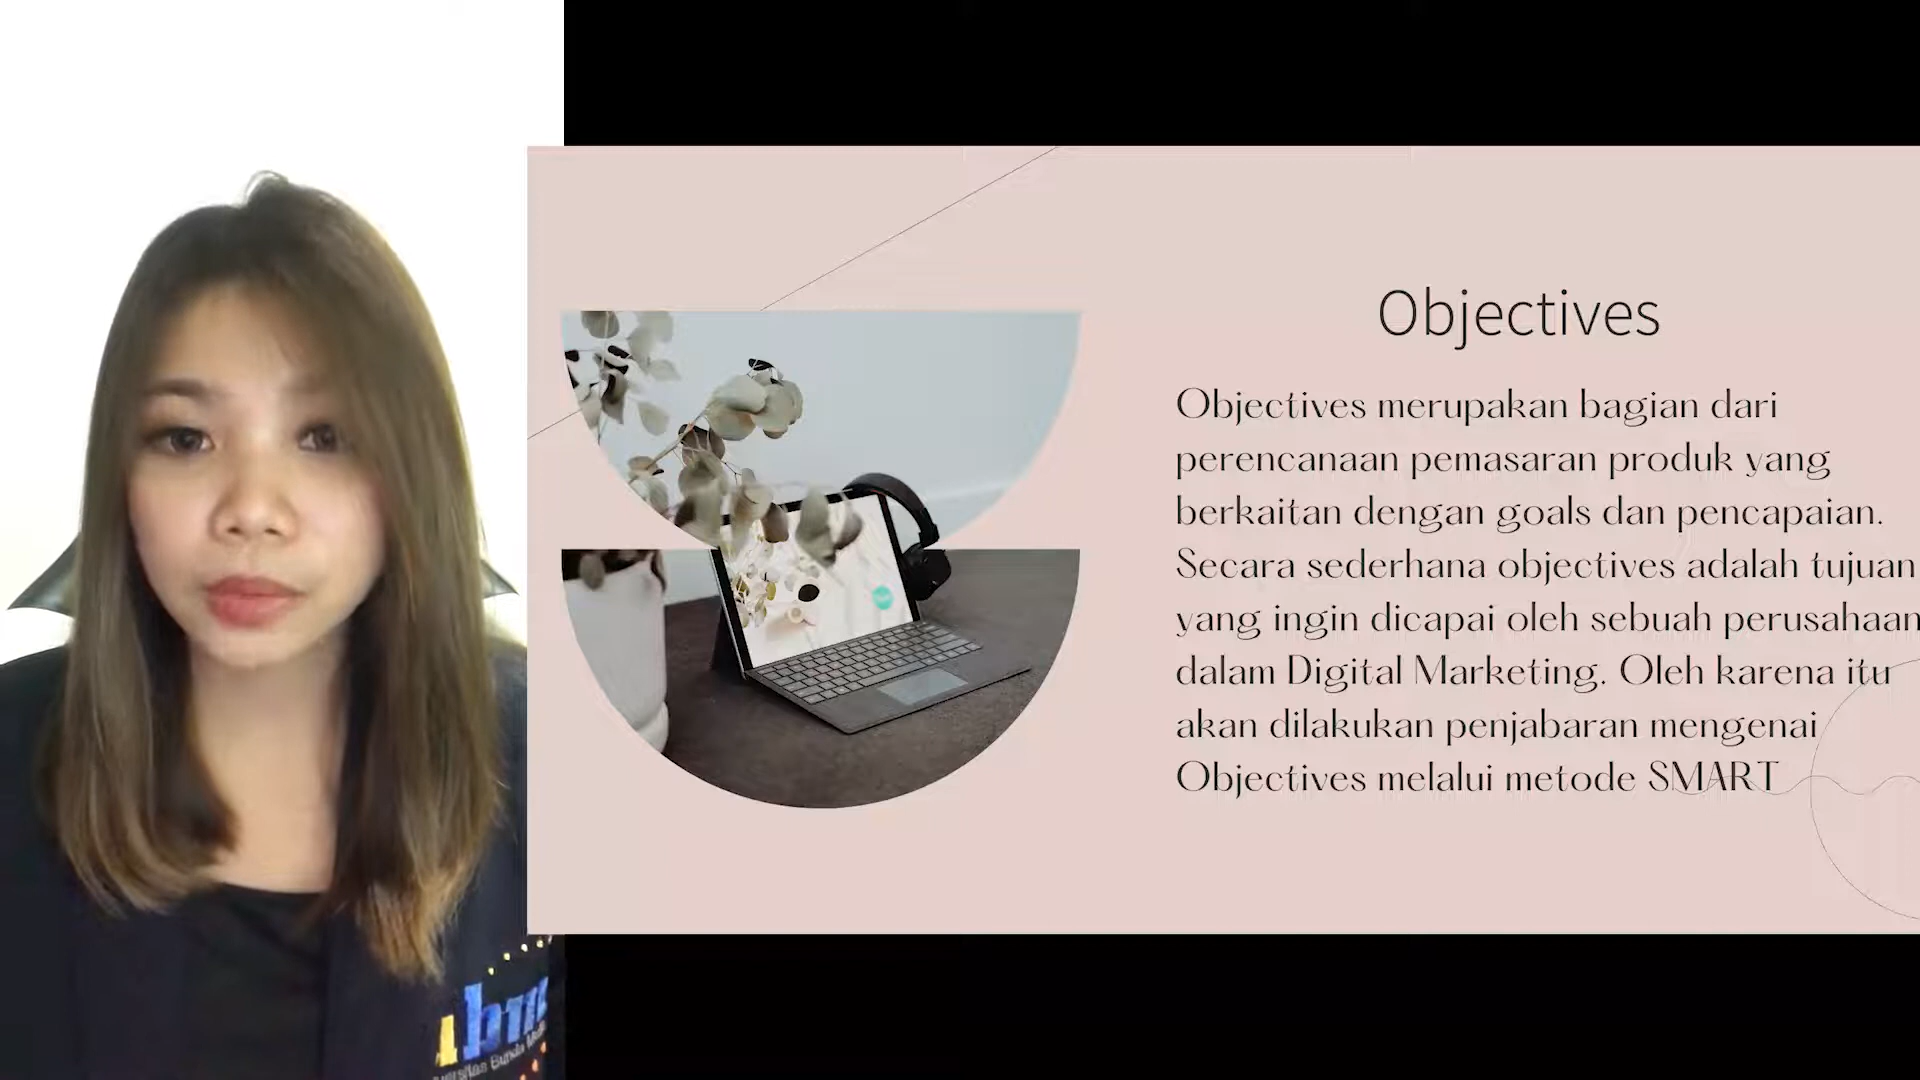 Objectives
Objectives merupakan bagian dari
perencanaan pemasaran produk yang
berkaitan dengan goals dan pencapaian.
Secara sederhana objectives adalah tujuan
yang ingin dicapai oleh sebuah perusahaan
dalam Digital Marketing. Oleh karena itu
akan dilakukan penjabaran mengenai
Objectives melalui metode SMART
Bunda